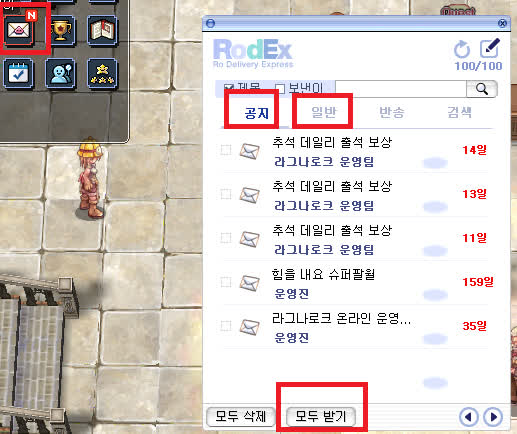 N
RodEx
Ro Delivery Express
100/100
제목 보낸이
공지 일반 반송 검색
추석 데일리 출석 보상 14일
라그나로크 운영팀
추석 데일리 출석 보상 13일
라그나로크 운영팀
추석 데일리 출석 보상 11일
라그나로크 운영팀
힘을 내요 슈퍼팔월 159일
운영진
라그나로크 온라인 운영... 35일
운영진
모두 삭제 모두 받기